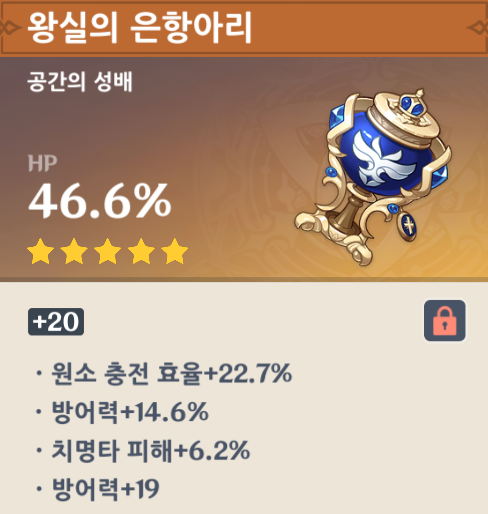 왕실의 은항아리
공간의 성배
HP
46.6%
+20
· 원소 충전 효율+22.7%
· 방어력+14.6%
· 치명타 피해+6.2%
· 방어력+19